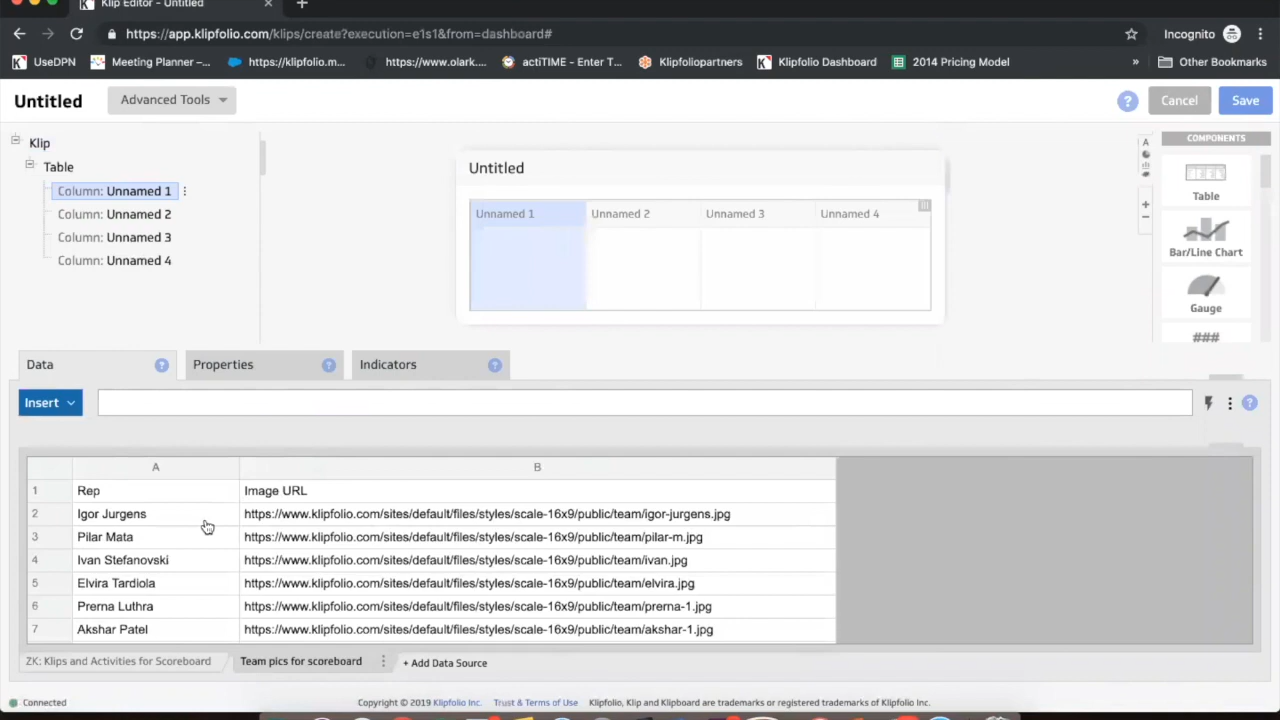 Klip Editor - Untitled
https://app.klipfolio.com/klips/create?execution=e1s1&from=dashboard#
Incognito
UseDPN
Meeting Planner –...
https://klipfolio.m...
https://www.olark....
actiTIME - Enter T...
Klipfoliopartners
Klipfolio Dashboard
2014 Pricing Model
»
Other Bookmarks
Untitled
Advanced Tools
?
Cancel
Save
Klip
Table
Column: Unnamed 1
Column: Unnamed 2
Column: Unnamed 3
Column: Unnamed 4
Untitled
Unnamed 1 Unnamed 2 Unnamed 3 Unnamed 4
A
COMPONENTS
Table
Bar/Line Chart
Gauge
###
Data ?
Properties ?
Indicators ?
Insert
?
A B
1 Rep Image URL
2 Igor Jurgens https://www.klipfolio.com/sites/default/files/styles/scale-16x9/public/team/igor-jurgens.jpg
3 Pilar Mata https://www.klipfolio.com/sites/default/files/styles/scale-16x9/public/team/pilar-m.jpg
4 Ivan Stefanovski https://www.klipfolio.com/sites/default/files/styles/scale-16x9/public/team/ivan.jpg
5 Elvira Tardiola https://www.klipfolio.com/sites/default/files/styles/scale-16x9/public/team/elvira.jpg
6 Prerna Luthra https://www.klipfolio.com/sites/default/files/styles/scale-16x9/public/team/prerna-1.jpg
7 Akshar Patel https://www.klipfolio.com/sites/default/files/styles/scale-16x9/public/team/akshar-1.jpg
ZK: Klips and Activities for Scoreboard
Team pics for scoreboard
+ Add Data Source
Connected
Copyright © 2019 Klipfolio Inc. Trust & Terms of Use Klipfolio, Klip and Klipboard are trademarks or registered trademarks of Klipfolio Inc.